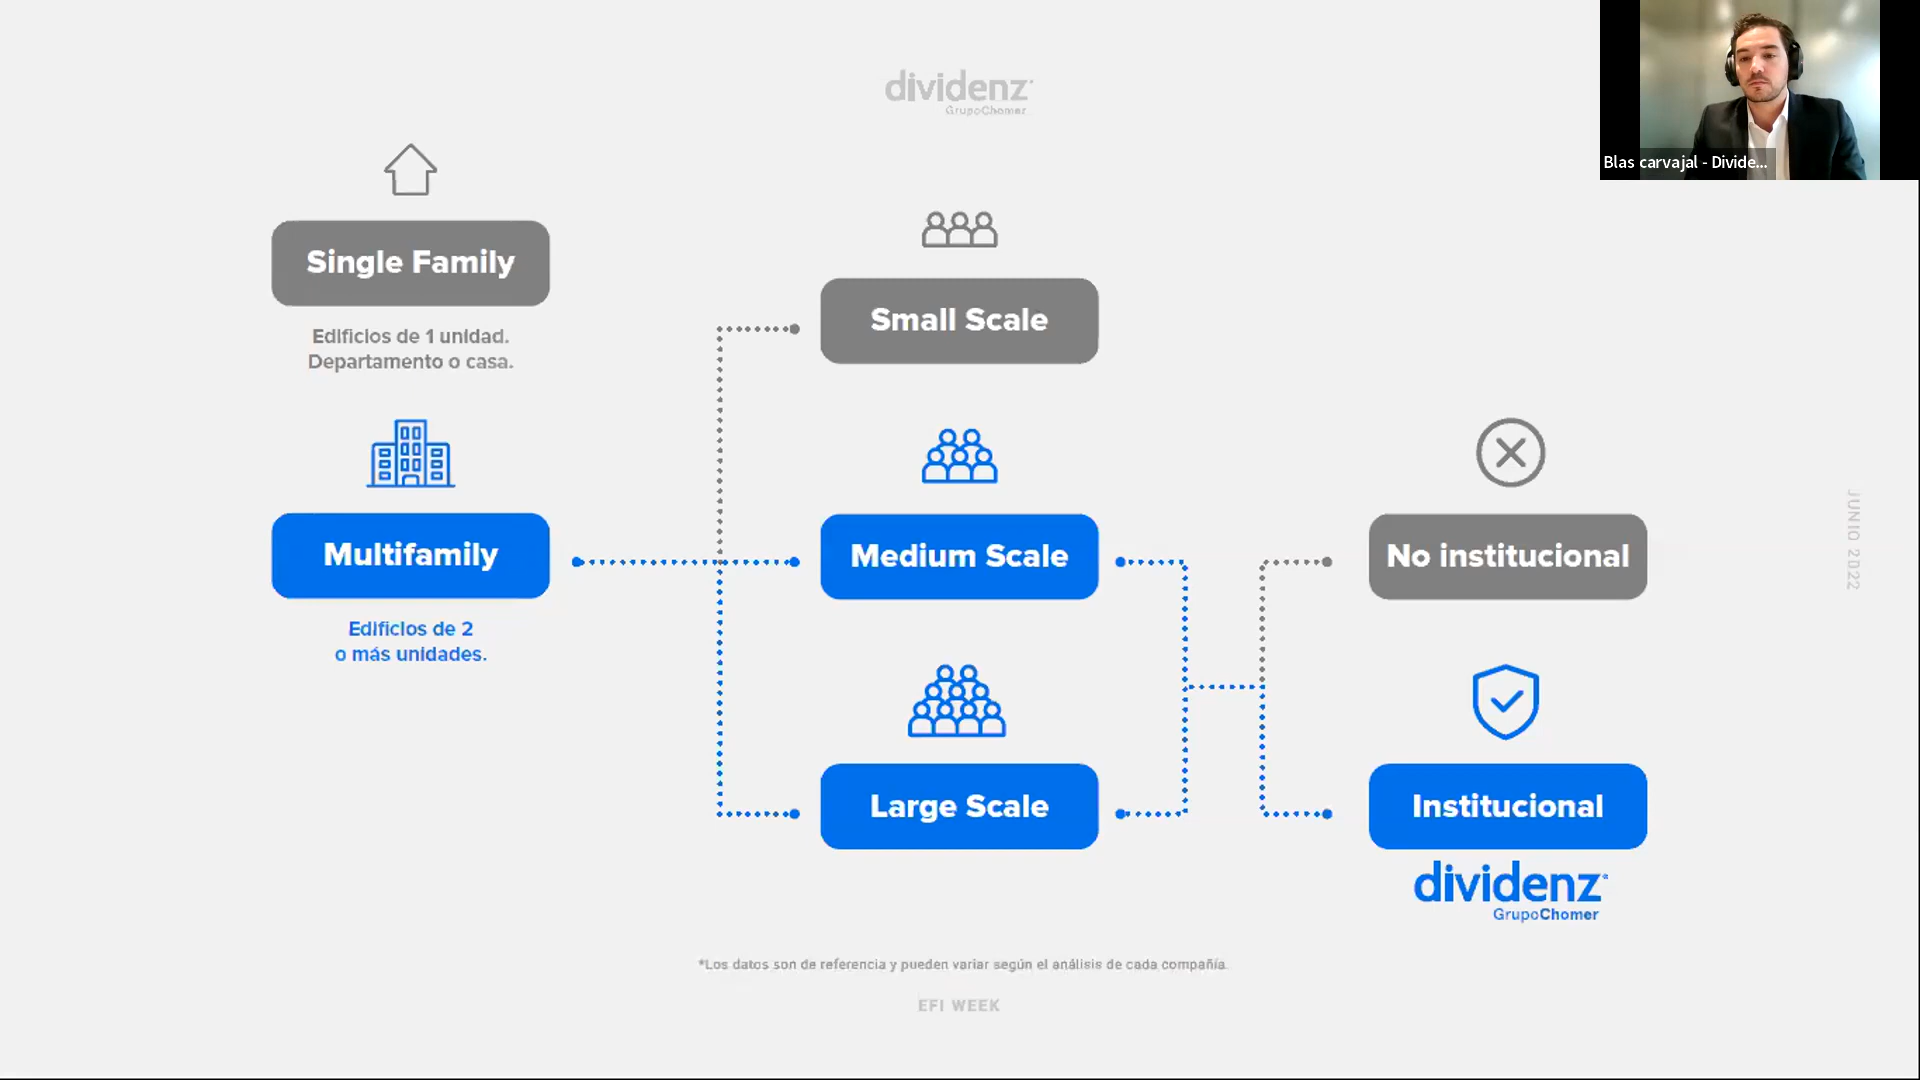 dividenz
GrupoChomer
Blas carvajal - Divide...
Single Family
Edificios de 1 unidad.
Departamento o casa.
Multifamily
Edificios de 2
o más unidades.
Small Scale
Medium Scale
Large Scale
No institucional
Institucional
dividenz
GrupoChomer
JUNIO 2022
*Los datos son de referencia y pueden variar según el análisis de cada compañía.
EFI WEEK